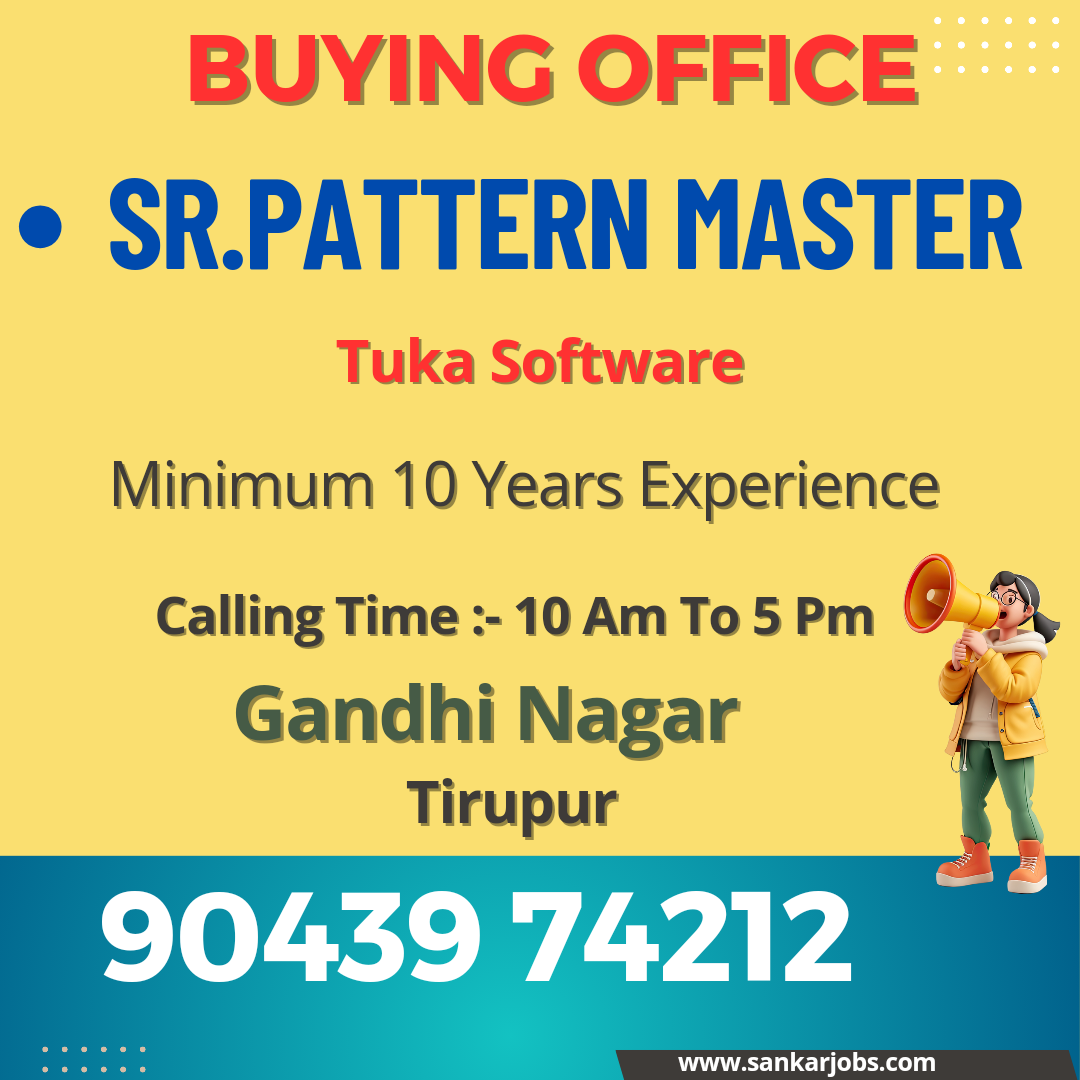 BUYING OFFICE
• SR.PATTERN MASTER
Tuka Software
Minimum 10 Years Experience
Calling Time :- 10 Am To 5 Pm
Gandhi Nagar
Tirupur
90439 74212
www.sankarjobs.com